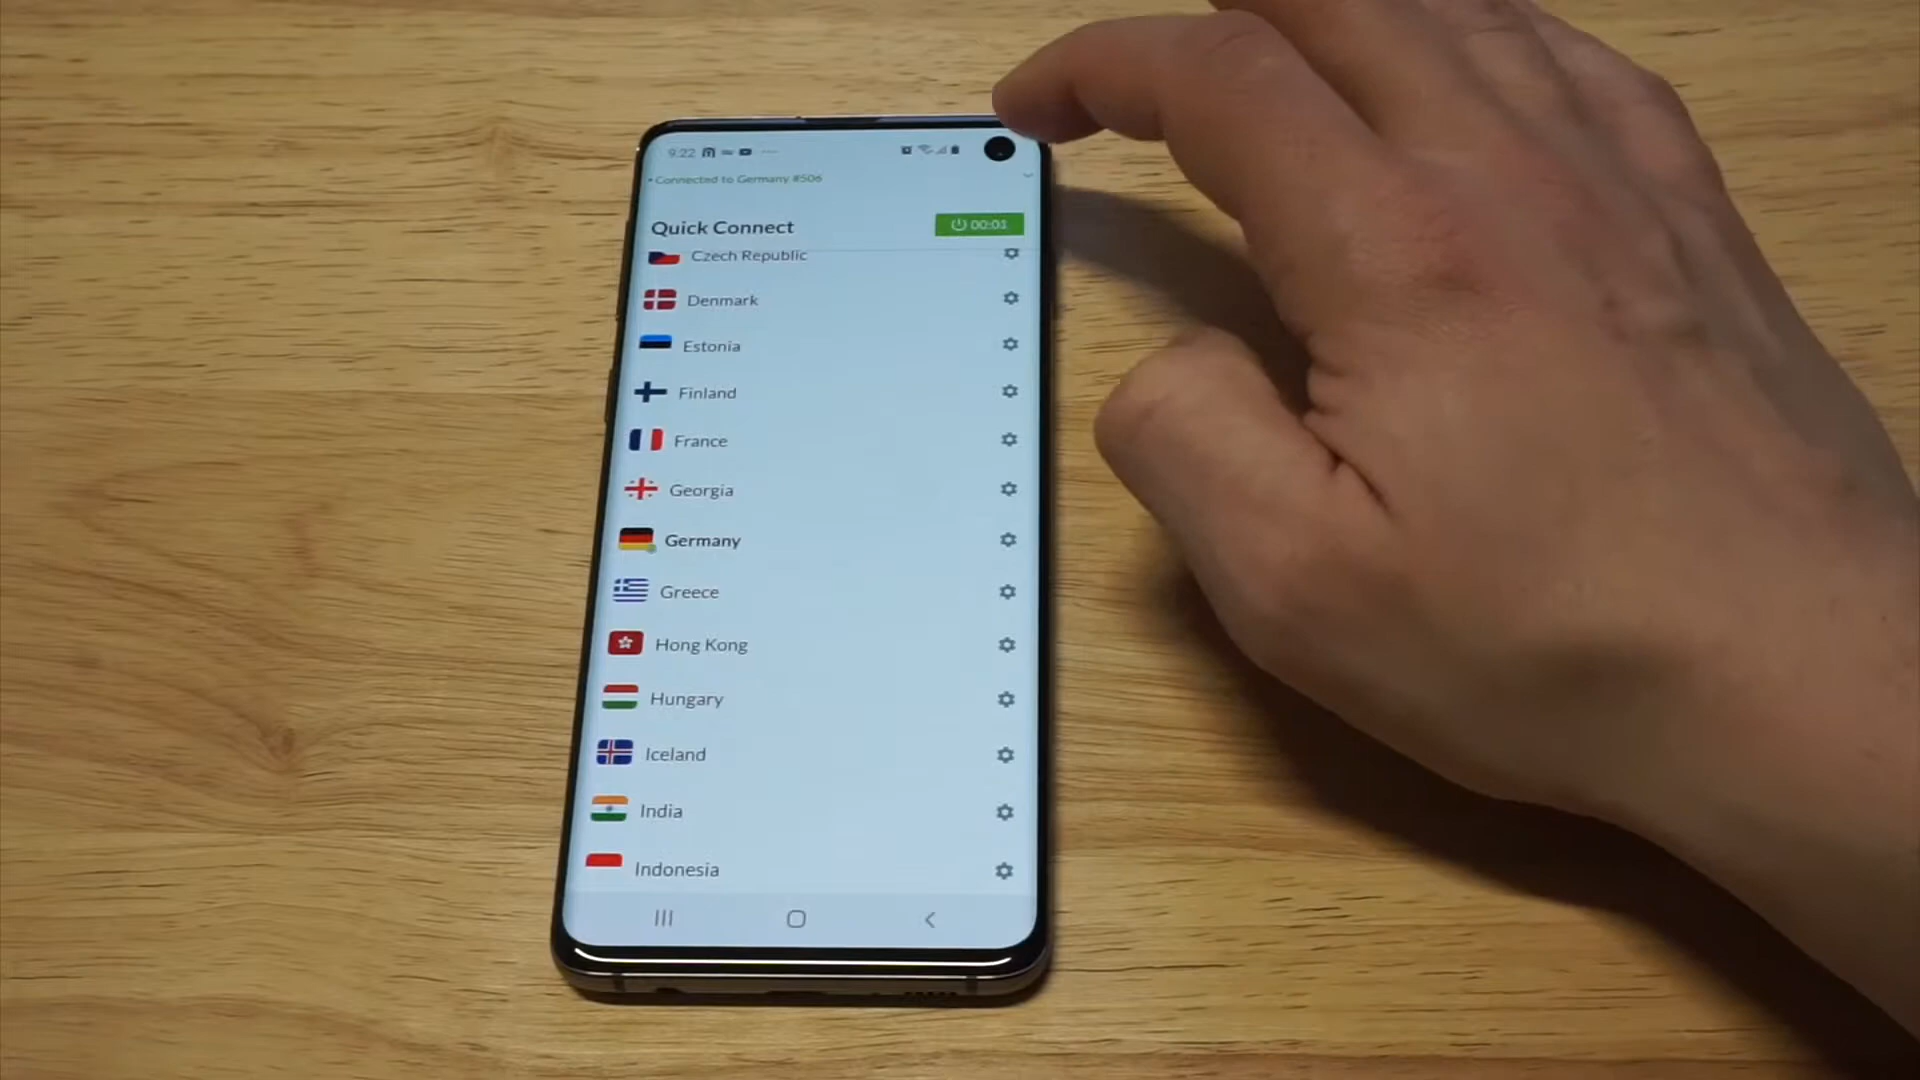 9:22
Connected to Germany #506
Quick Connect
00:01
Czech Republic
Denmark
Estonia
Finland
France
Georgia
Germany
Greece
Hong Kong
Hungary
Iceland
India
Indonesia